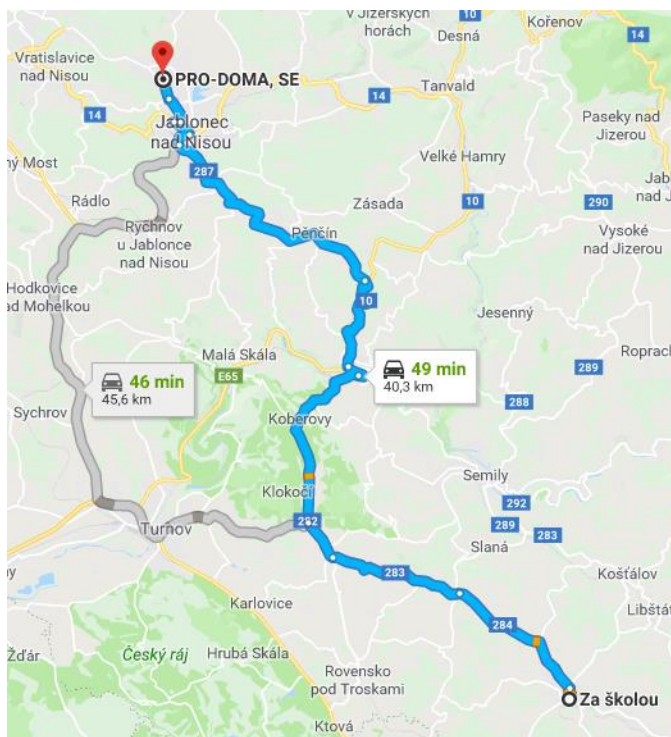 v Jizerských
horách
Kořenov
14
Vratislavice
nad Nisou
10
Desná
14
PRO-DOMA, SE
Tanvald
14
Paseky nad
Jizerou
14
Jablonec
nad Nisou
ný Most
287
Velké Hamry
Jab
nad J
Rádlo
Zásada
10
290
Rychnov
u Jablonce
nad Nisou
Pěnčín
Vysoké
nad Jizerou
Hodkovice
ad Mohelkou
10
Jesenný
Malá Skála
Roprach
E65
46 min
45,6 km
49 min
40,3 km
289
Sychrov
288
Koberovy
Semily
Klokočí
292
282
289
283
Turnov
Slaná
Košťálov
ny
283
Karlovice
Libštát
284
Žďár
Český ráj
Hrubá Skála
Rovensko
pod Troskami
Za školou
Ktová